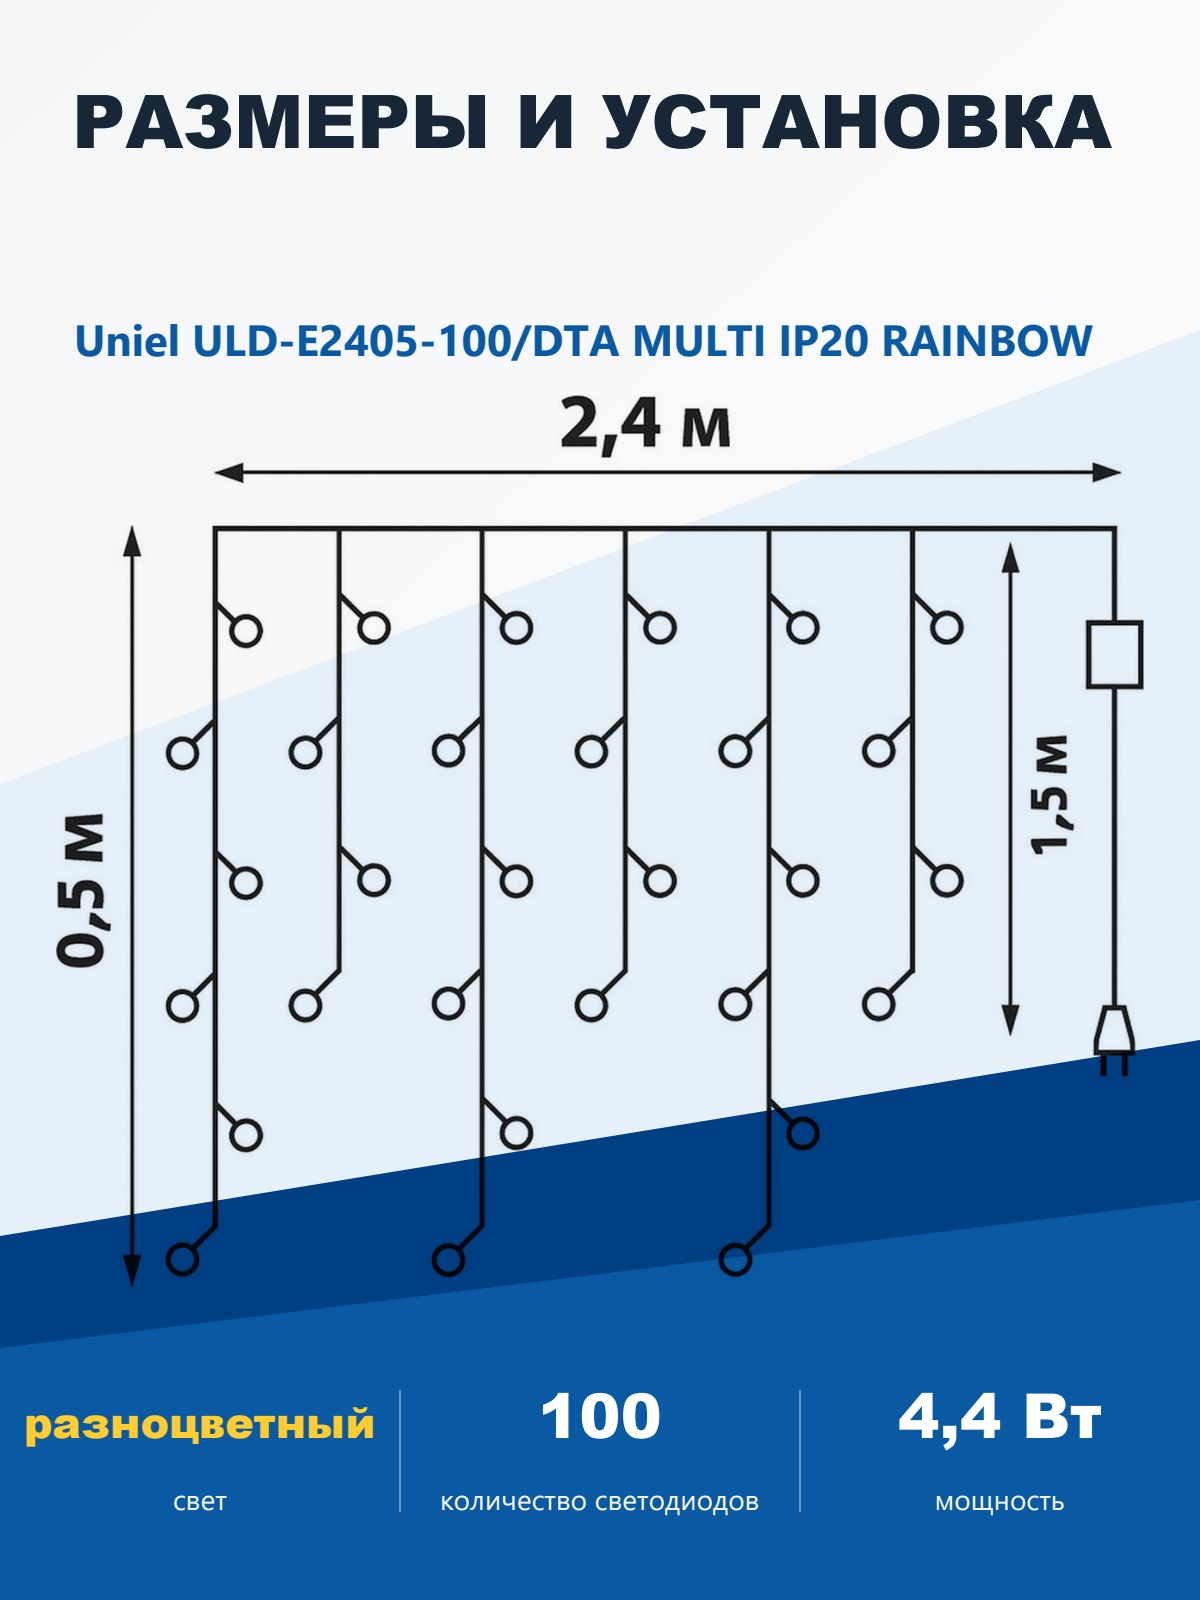 РАЗМЕРЫ И УСТАНОВКА
Uniel ULD-E2405-100/DTA MULTI IP20 RAINBOW
2,4 м
0,5 м
1,5 м
разноцветный
свет
100
количество светодиодов
4,4 Вт
мощность